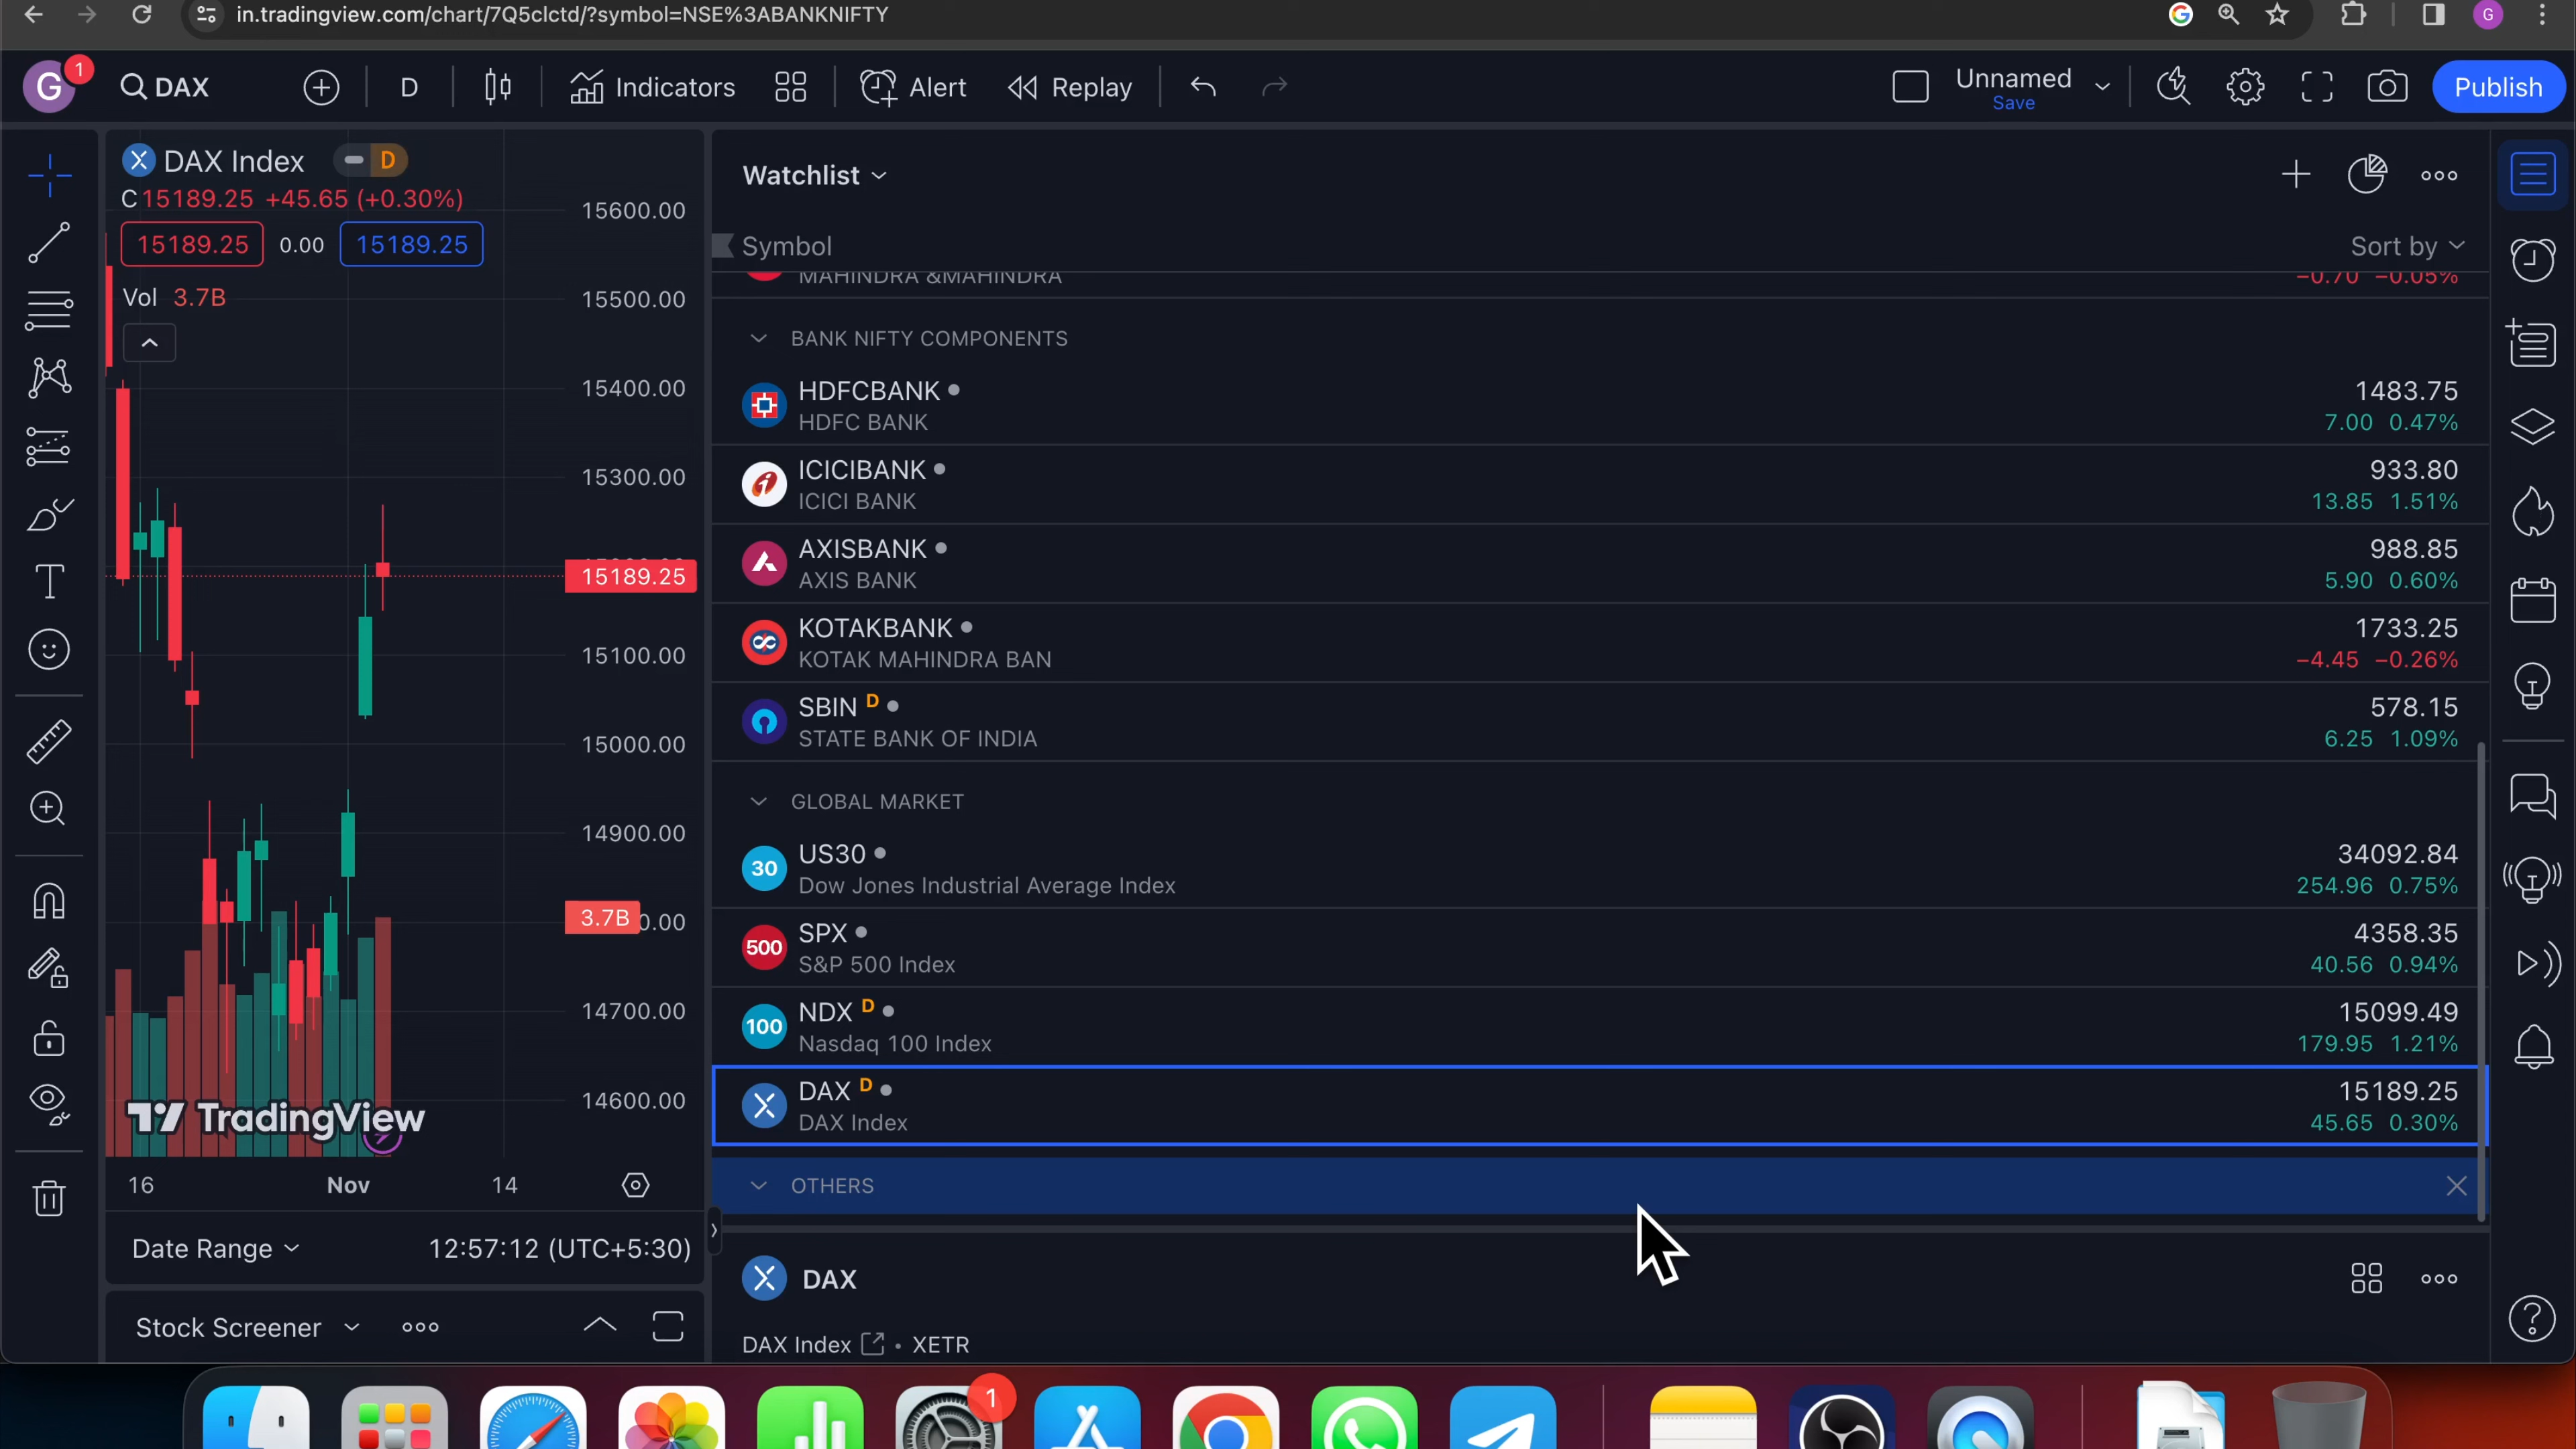 in.tradingview.com/chart/7Q5clctd/?symbol=NSE%3ABANKNIFTY
G
G 1 DAX D Indicators Alert Replay Unnamed Save Publish
DAX Index D
C15189.25 +45.65 (+0.30%)
15189.25 0.00 15189.25
Vol 3.7B
15600.00
15500.00
15400.00
15300.00
15189.25
15100.00
15000.00
14900.00
3.7B 0.00
14700.00
14600.00
TradingView
16 Nov 14
Date Range 12:57:12 (UTC+5:30)
Stock Screener
Watchlist
Symbol Sort by
MAHINDRA &MAHINDRA −0.70 −0.05%
BANK NIFTY COMPONENTS
HDFCBANK 1483.75
HDFC BANK 7.00 0.47%
ICICIBANK 933.80
ICICI BANK 13.85 1.51%
AXISBANK 988.85
AXIS BANK 5.90 0.60%
KOTAKBANK 1733.25
KOTAK MAHINDRA BAN −4.45 −0.26%
SBIN D 578.15
STATE BANK OF INDIA 6.25 1.09%
GLOBAL MARKET
30 US30 34092.84
Dow Jones Industrial Average Index 254.96 0.75%
500 SPX 4358.35
S&P 500 Index 40.56 0.94%
100 NDX D 15099.49
Nasdaq 100 Index 179.95 1.21%
DAX D 15189.25
DAX Index 45.65 0.30%
OTHERS
DAX
DAX Index • XETR
1